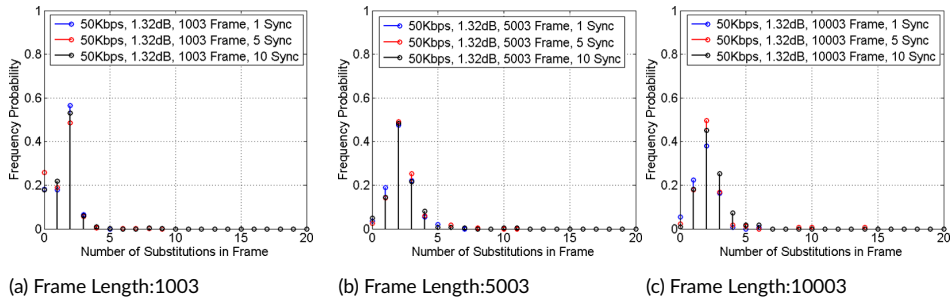 50Kbps, 1.32dB, 1003 Frame, 1 Sync
50Kbps, 1.32dB, 1003 Frame, 5 Sync
50Kbps, 1.32dB, 1003 Frame, 10 Sync
Frequency Probability
1
0.8
0.6
0.4
0.2
0
0 5 10 15 20
Number of Substitutions in Frame
(a) Frame Length:1003
50Kbps, 1.32dB, 5003 Frame, 1 Sync
50Kbps, 1.32dB, 5003 Frame, 5 Sync
50Kbps, 1.32dB, 5003 Frame, 10 Sync
Frequency Probability
1
0.8
0.6
0.4
0.2
0
0 5 10 15 20
Number of Substitutions in Frame
(b) Frame Length:5003
50Kbps, 1.32dB, 10003 Frame, 1 Sync
50Kbps, 1.32dB, 10003 Frame, 5 Sync
50Kbps, 1.32dB, 10003 Frame, 10 Sync
Frequency Probability
1
0.8
0.6
0.4
0.2
0
0 5 10 15 20
Number of Substitutions in Frame
(c) Frame Length:10003